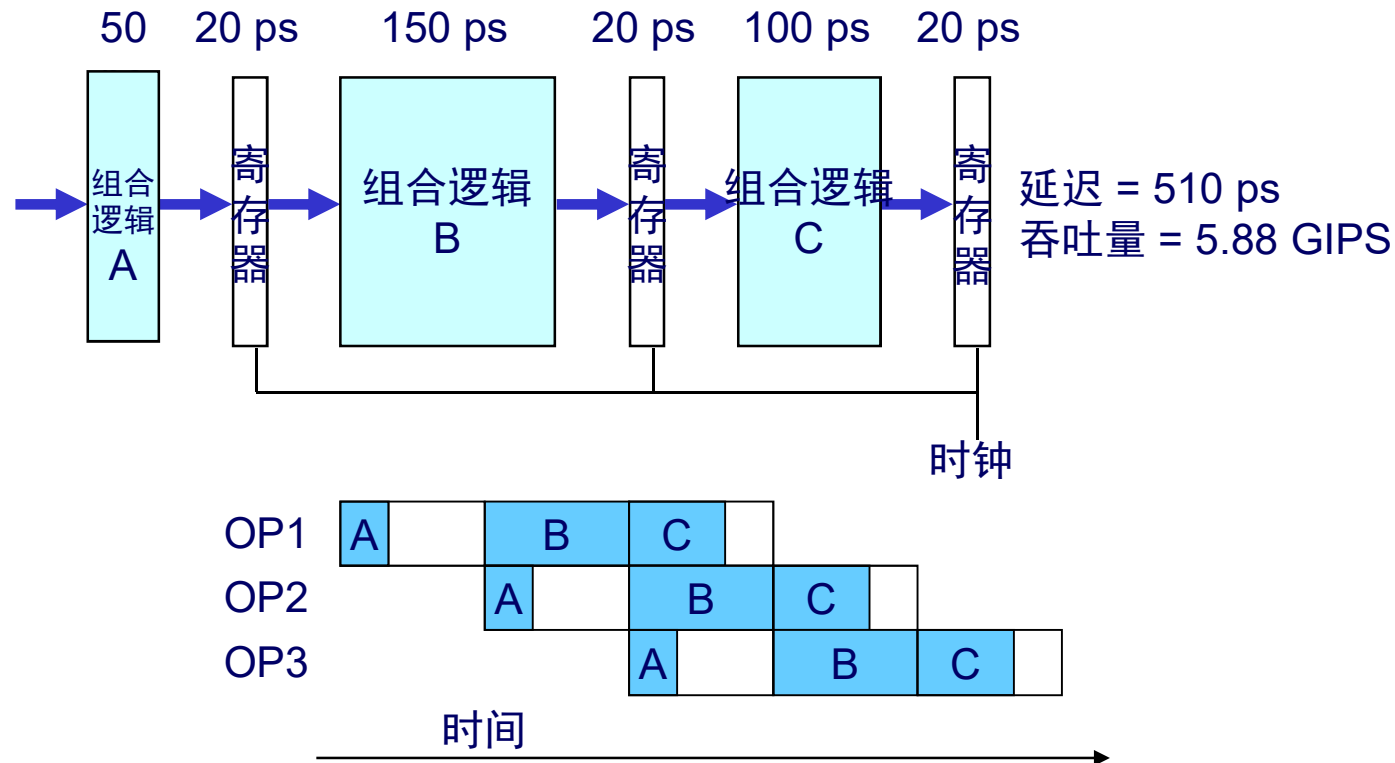 50 20 ps 150 ps 20 ps 100 ps 20 ps
组合
逻辑
A
寄
存
器
组合逻辑
B
寄
存
器
组合逻辑
C
寄
存
器
延迟 = 510 ps
吞吐量 = 5.88 GIPS
时钟
OP1 A B C
OP2 A B C
OP3 A B C
时间